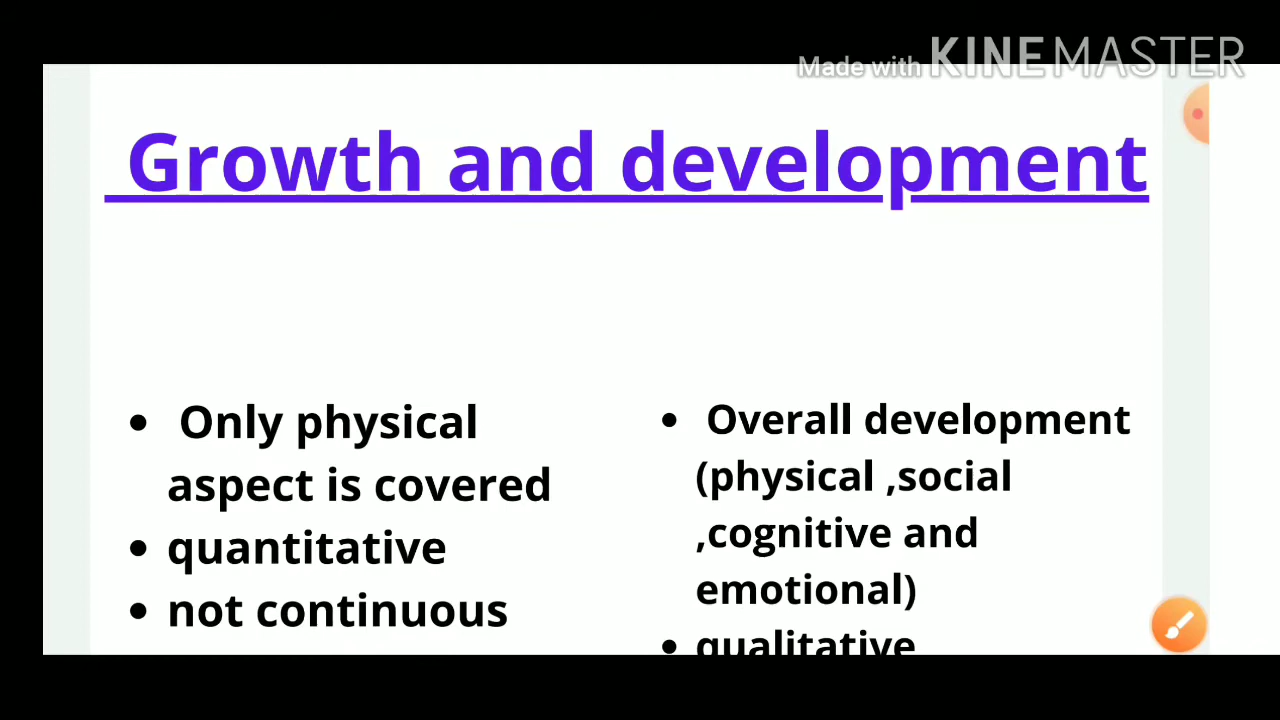 Made with KINEMASTER
Growth and development
• Only physical
aspect is covered
• quantitative
• not continuous
• Overall development
(physical ,social
,cognitive and
emotional)
• qualitative